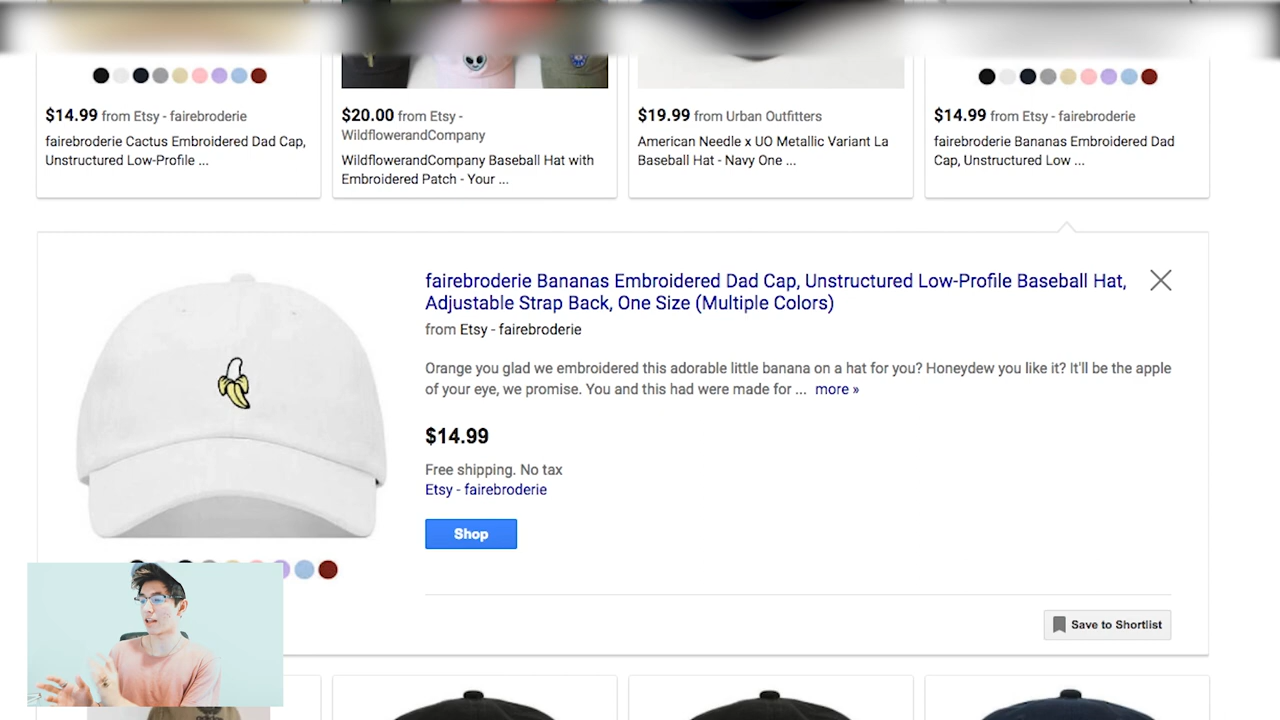 $14.99 from Etsy - fairebroderie
fairebroderie Cactus Embroidered Dad Cap,
Unstructured Low-Profile ...
$20.00 from Etsy -
WildflowerandCompany
WildflowerandCompany Baseball Hat with
Embroidered Patch - Your ...
$19.99 from Urban Outfitters
American Needle x UO Metallic Variant La
Baseball Hat - Navy One ...
$14.99 from Etsy - fairebroderie
fairebroderie Bananas Embroidered Dad
Cap, Unstructured Low ...
fairebroderie Bananas Embroidered Dad Cap, Unstructured Low-Profile Baseball Hat,
Adjustable Strap Back, One Size (Multiple Colors)
from Etsy - fairebroderie
Orange you glad we embroidered this adorable little banana on a hat for you? Honeydew you like it? It'll be the apple
of your eye, we promise. You and this had were made for ... more »
$14.99
Free shipping. No tax
Etsy - fairebroderie
Shop
Save to Shortlist